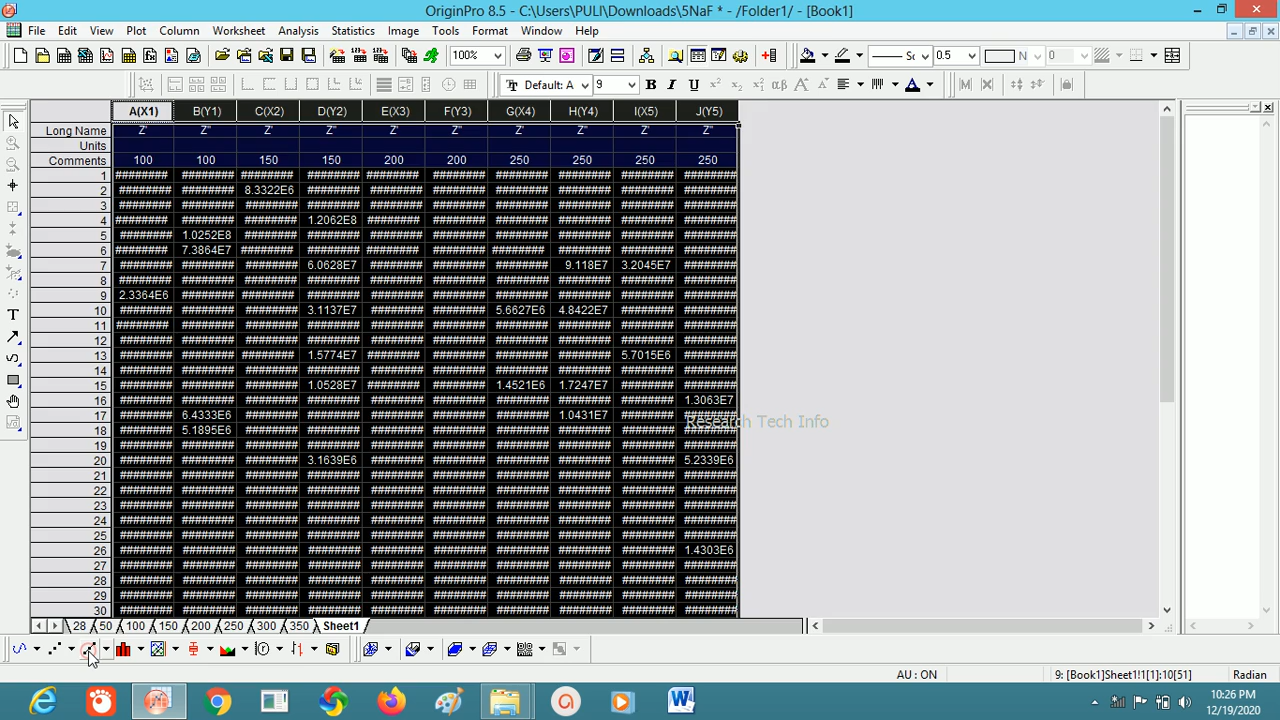 OriginPro 8.5 - C:\Users\PULI\Downloads\5NaF * - /Folder1/ - [Book1]
File Edit View Plot Column Worksheet Analysis Statistics Image Tools Format Window Help
100% Sc 0.5 N 0
Default: A 9 B I U
A(X1) B(Y1) C(X2) D(Y2) E(X3) F(Y3) G(X4) H(Y4) I(X5) J(Y5)
Long Name Z' Z'' Z' Z'' Z' Z'' Z' Z'' Z' Z''
Units
Comments 100 100 150 150 200 200 250 250 250 250
1 ######## ######## ######## ######## ######## ######## ######## ######## ######## ########
2 ######## ######## 8.3322E6 ######## ######## ######## ######## ######## ######## ########
3 ######## ######## ######## ######## ######## ######## ######## ######## ######## ########
4 ######## ######## ######## 1.2062E8 ######## ######## ######## ######## ######## ########
5 ######## 1.0252E8 ######## ######## ######## ######## ######## ######## ######## ########
6 ######## 7.3864E7 ######## ######## ######## ######## ######## ######## ######## ########
7 ######## ######## ######## 6.0628E7 ######## ######## ######## 9.118E7 3.2045E7 ########
8 ######## ######## ######## ######## ######## ######## ######## ######## ######## ########
9 2.3364E6 ######## ######## ######## ######## ######## ######## ######## ######## ########
10 ######## ######## ######## 3.1137E7 ######## ######## 5.6627E6 4.8422E7 ######## ########
11 ######## ######## ######## ######## ######## ######## ######## ######## ######## ########
12 ######## ######## ######## ######## ######## ######## ######## ######## ######## ########
13 ######## ######## ######## 1.5774E7 ######## ######## ######## ######## 5.7015E6 ########
14 ######## ######## ######## ######## ######## ######## ######## ######## ######## ########
15 ######## ######## ######## 1.0528E7 ######## ######## 1.4521E6 1.7247E7 ######## ########
16 ######## ######## ######## ######## ######## ######## ######## ######## ######## 1.3063E7
17 ######## 6.4333E6 ######## ######## ######## ######## ######## 1.0431E7 ######## ########
Research Tech Info
18 ######## 5.1895E6 ######## ######## ######## ######## ######## ######## ######## ########
19 ######## ######## ######## ######## ######## ######## ######## ######## ######## ########
20 ######## ######## ######## 3.1639E6 ######## ######## ######## ######## ######## 5.2339E6
21 ######## ######## ######## ######## ######## ######## ######## ######## ######## ########
22 ######## ######## ######## ######## ######## ######## ######## ######## ######## ########
23 ######## ######## ######## ######## ######## ######## ######## ######## ######## ########
24 ######## ######## ######## ######## ######## ######## ######## ######## ######## ########
25 ######## ######## ######## ######## ######## ######## ######## ######## ######## ########
26 ######## ######## ######## ######## ######## ######## ######## ######## ######## 1.4303E6
27 ######## ######## ######## ######## ######## ######## ######## ######## ######## ########
28 ######## ######## ######## ######## ######## ######## ######## ######## ######## ########
29 ######## ######## ######## ######## ######## ######## ######## ######## ######## ########
30 ######## ######## ######## ######## ######## ######## ######## ######## ######## ########
28 50 100 150 200 250 300 350 Sheet1
AU : ON 9: [Book1]Sheet1!1[1]:10[51] Radian
10:26 PM
12/19/2020